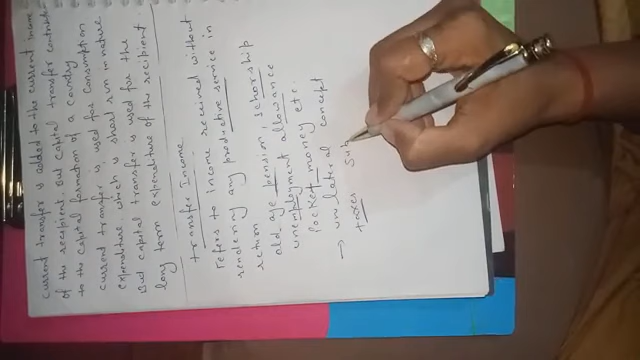 current transfer is added to the current income
of the recipient. But capital transfer contribut
to the capital formation of a country
current transfer is used for consumption
expenditure. which is short run in nature
But capital transfer is used for the
long term expenditure of the recipient.
transfer Income
refers to income received without
rendering any productive service in
return
old age pension, scholarship
unemployment allowance
Pocket money etc.
→ unilateral concept
taxes Sub